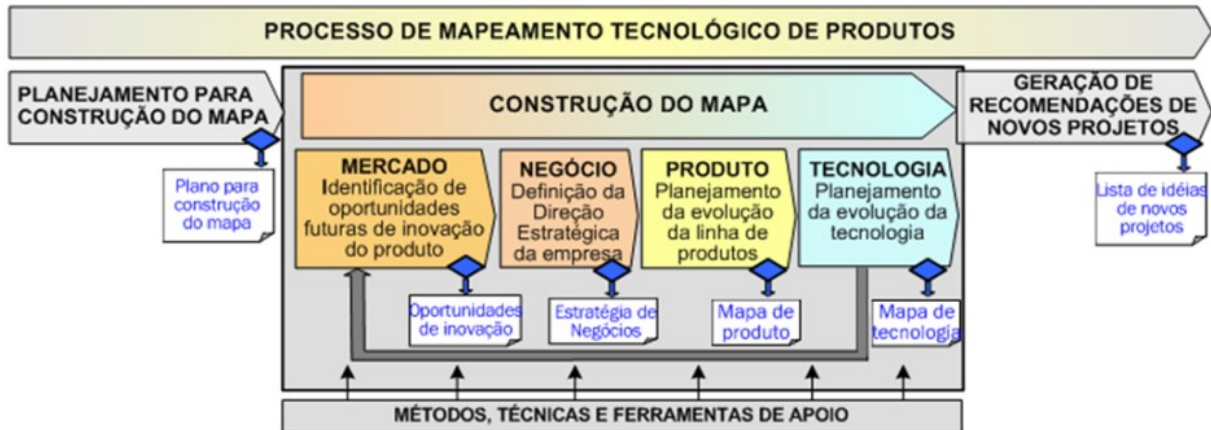 PROCESSO DE MAPEAMENTO TECNOLÓGICO DE PRODUTOS
PLANEJAMENTO PARA
CONSTRUÇÃO DO MAPA
Plano para
construção
do mapa
CONSTRUÇÃO DO MAPA
MERCADO
Identificação de
oportunidades
futuras de inovação
do produto
Oportunidades
de inovação
NEGÓCIO
Definição da
Direção
Estratégica
da empresa
Estratégia de
Negócios
PRODUTO
Planejamento
da evolução
da linha de
produtos
Mapa de
produto
TECNOLOGIA
Planejamento
da evolução da
tecnologia
Mapa de
tecnologia
GERAÇÃO DE
RECOMENDAÇÕES DE
NOVOS PROJETOS
Lista de idéias
de novos
projetos
MÉTODOS, TÉCNICAS E FERRAMENTAS DE APOIO